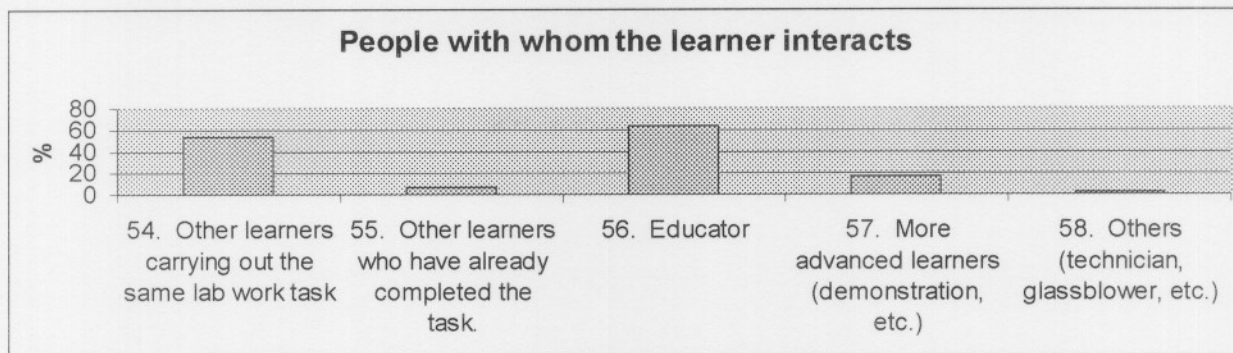 People with whom the learner interacts
80
60
40
20
0
%
54. Other learners carrying out the same lab work task
55. Other learners who have already completed the task.
56. Educator
57. More advanced learners (demonstration, etc.)
58. Others (technician, glassblower, etc.)